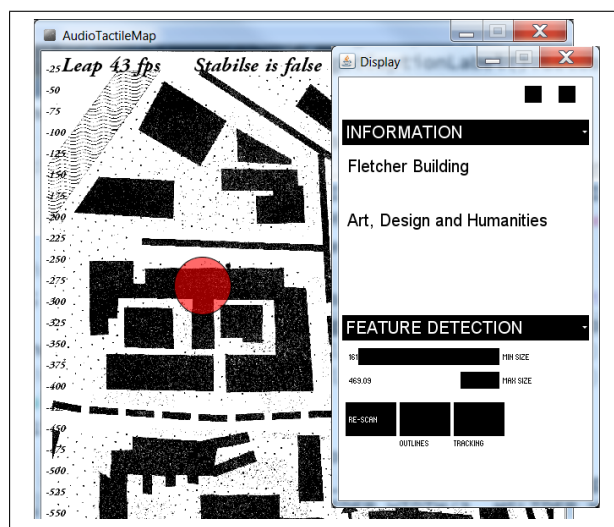 AudioTactileMap
Leap 43 fps Stabilse is false
-25
-50
-75
-100
-125
-150
-175
-200
-225
-250
-275
-300
-325
-350
-375
-400
-425
-450
-475
-500
-525
-550
Display
INFORMATION
Fletcher Building
Art, Design and Humanities
FEATURE DETECTION
161 MIN SIZE
469.09 MAX SIZE
RE-SCAN
OUTLINES TRACKING